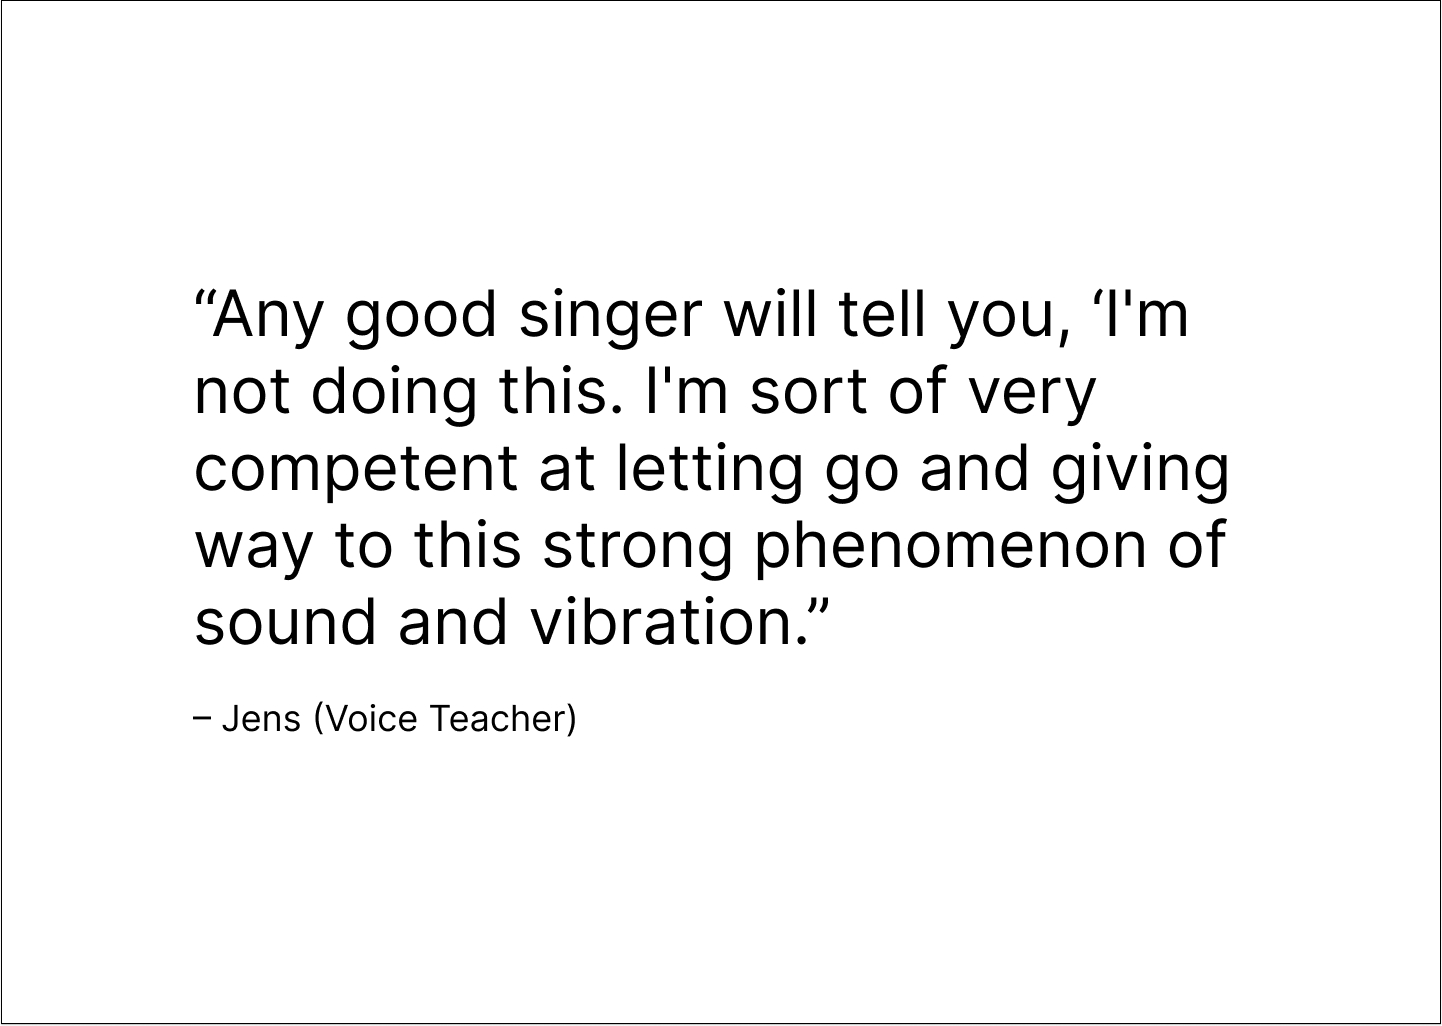 “Any good singer will tell you, ‘I'm
not doing this. I'm sort of very
competent at letting go and giving
way to this strong phenomenon of
sound and vibration.”
– Jens (Voice Teacher)